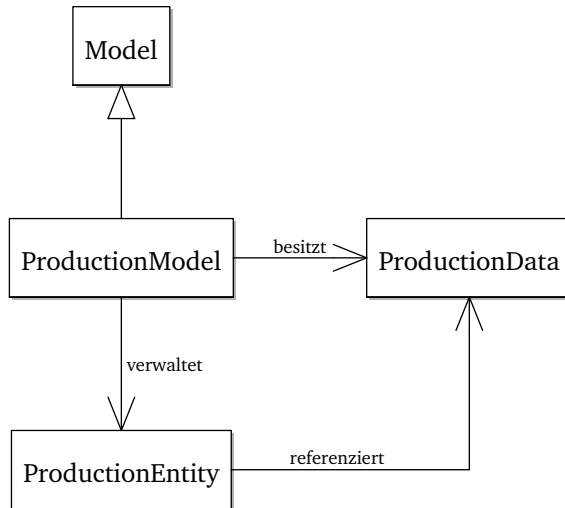 Model
ProductionModel
besitzt
ProductionData
verwaltet
ProductionEntity
referenziert